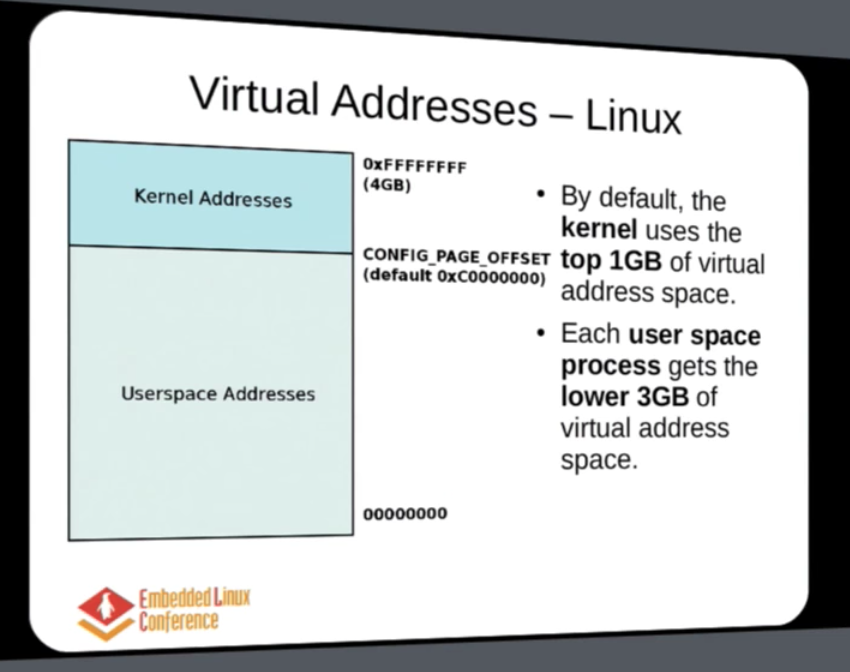 Virtual Addresses – Linux
Kernel Addresses
0xFFFFFFFF
(4GB)
CONFIG_PAGE_OFFSET
(default 0xC0000000)
Userspace Addresses
00000000
• By default, the
kernel uses the
top 1GB of virtual
address space.
• Each user space
process gets the
lower 3GB of
virtual address
space.
Embedded Linux
Conference